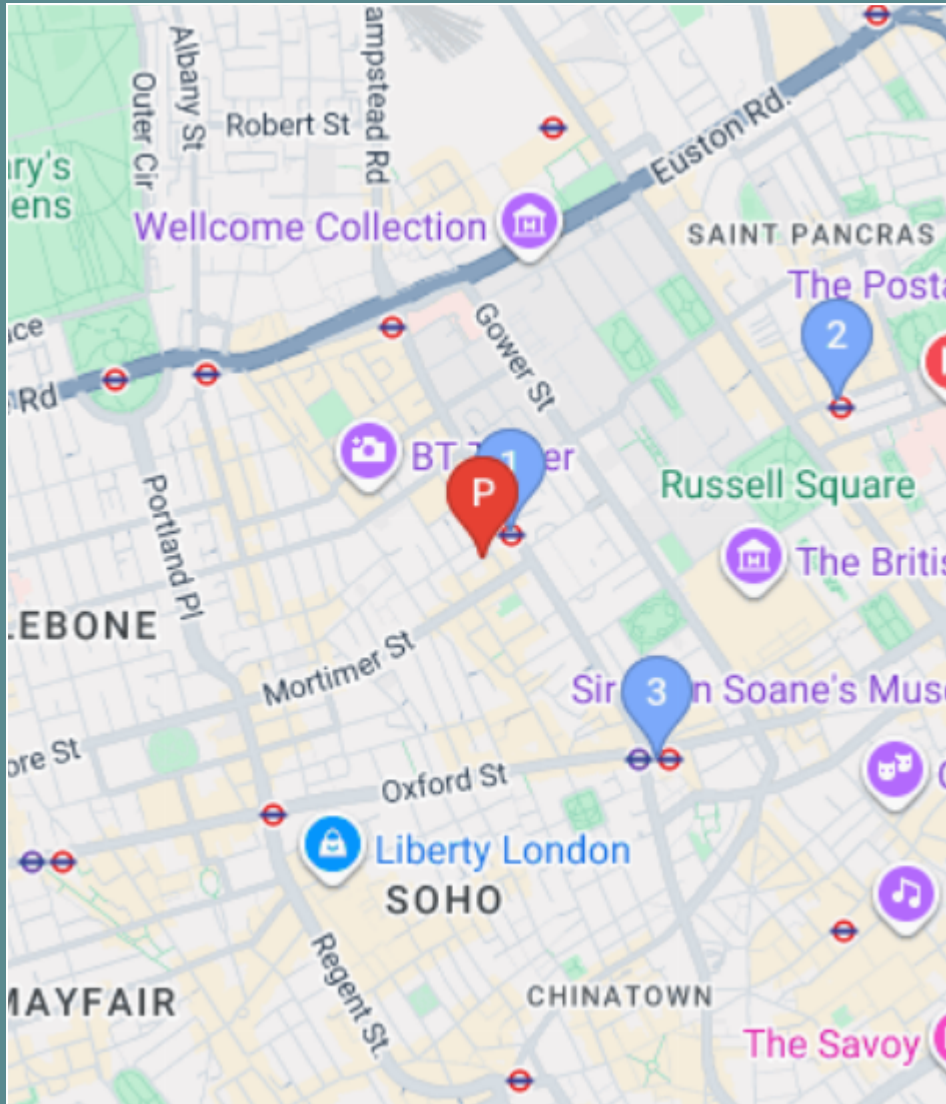 ampstead Rd
Albany St
Outer Cir
Robert St
Euston Rd.
ary's
ens
Wellcome Collection
SAINT PANCRAS
The Posta
ace
Gower St
2
Rd
BT T er
1
P
Russell Square
Portland Pl
The Britis
LEBONE
Mortimer St
Sir n Soane's Mus
3
ore St
Oxford St
Liberty London
SOHO
Regent St.
MAYFAIR
CHINATOWN
The Savoy